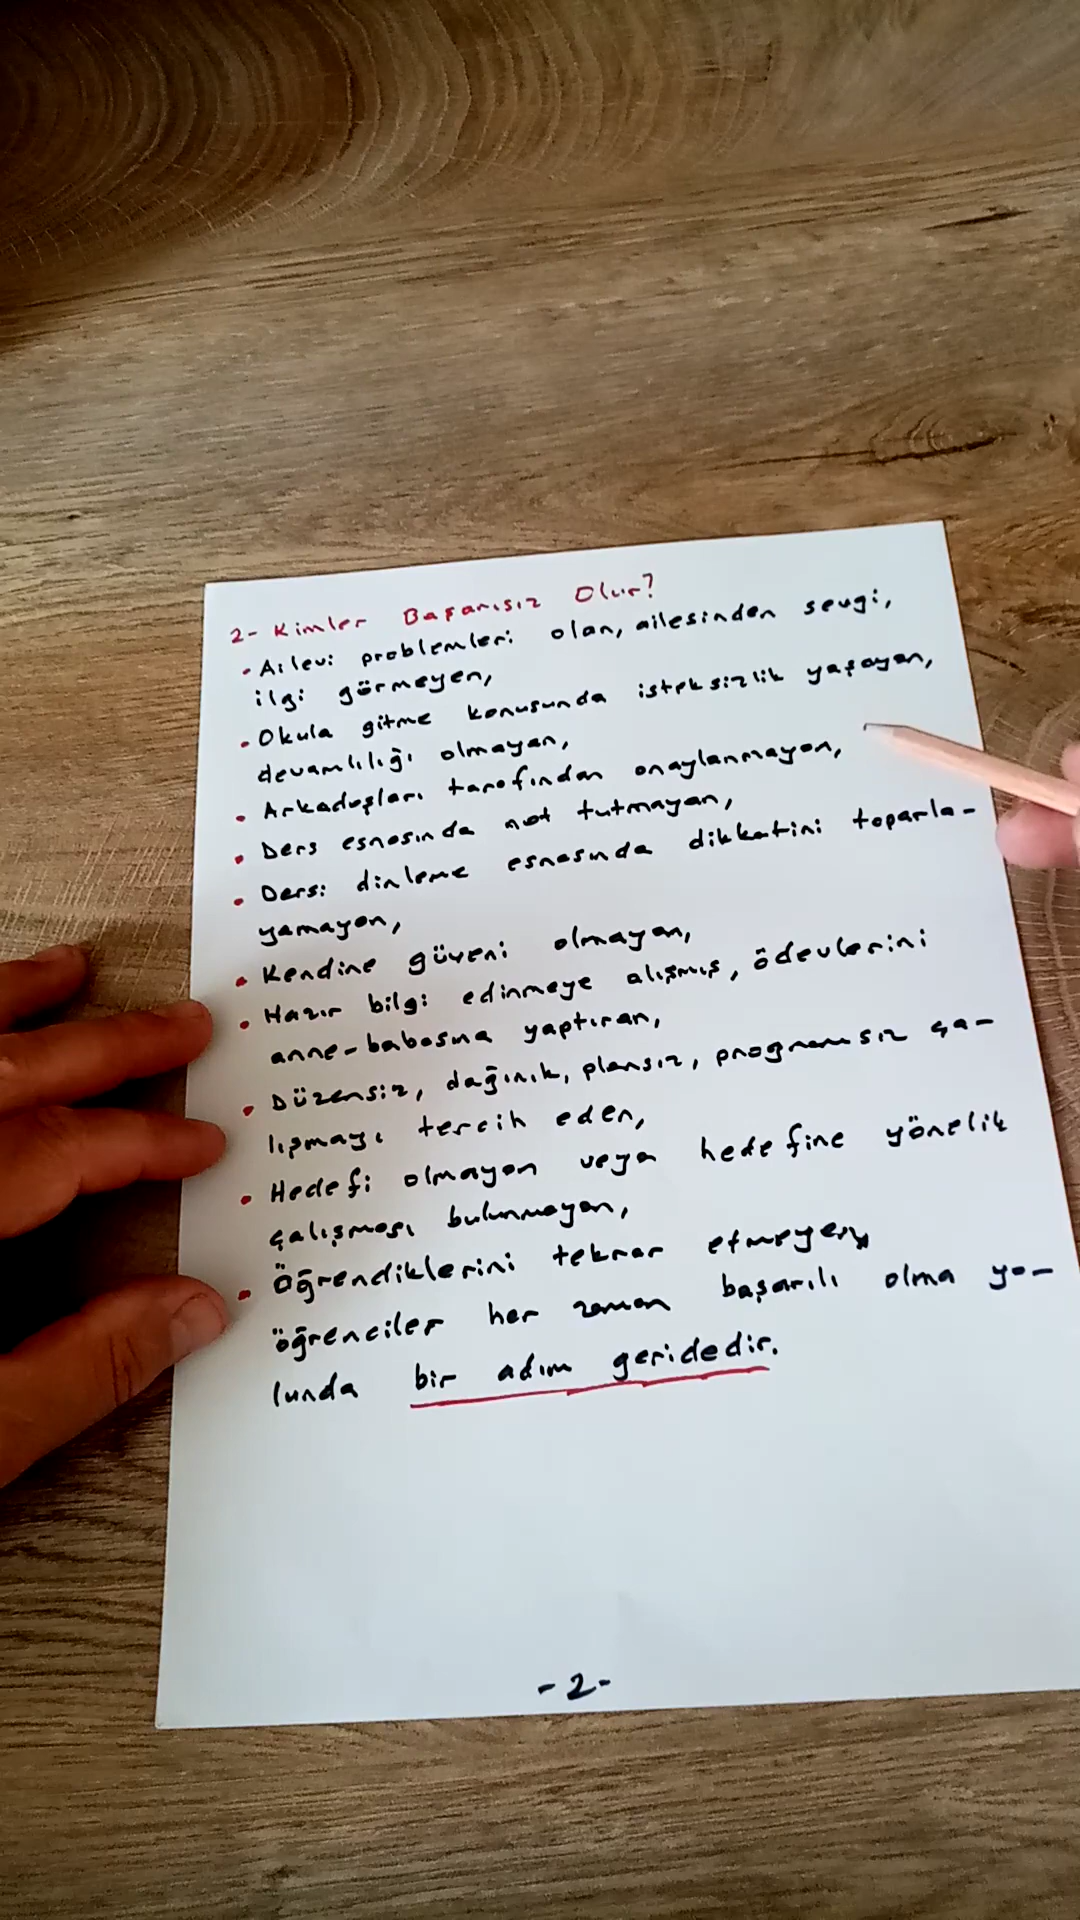 2- Kimler Başarısız Olur?
• Ailevi problemleri olan, ailesinden sevgi,
ilgi görmeyen,
• Okula gitme konusunda isteksizlik yaşayan,
devamlılığı olmayan,
• Arkadaşları tarafından onaylanmayan,
• Ders esnasında not tutmayan,
• Dersi dinleme esnasında dikkatini toparla-
yamayan,
• Kendine güveni olmayan,
• Hazır bilgi edinmeye alışmış, ödevlerini
anne-babasına yaptıran,
• Düzensiz, dağınık, plansız, programsız ça-
lışmayı tercih eden,
• Hedefi olmayan veya hedefine yönelik
çalışması bulunmayan,
• Öğrendiklerini tekrar etmeyen
öğrenciler her zaman başarılı olma yo-
lunda bir adım geridedir.
-2-